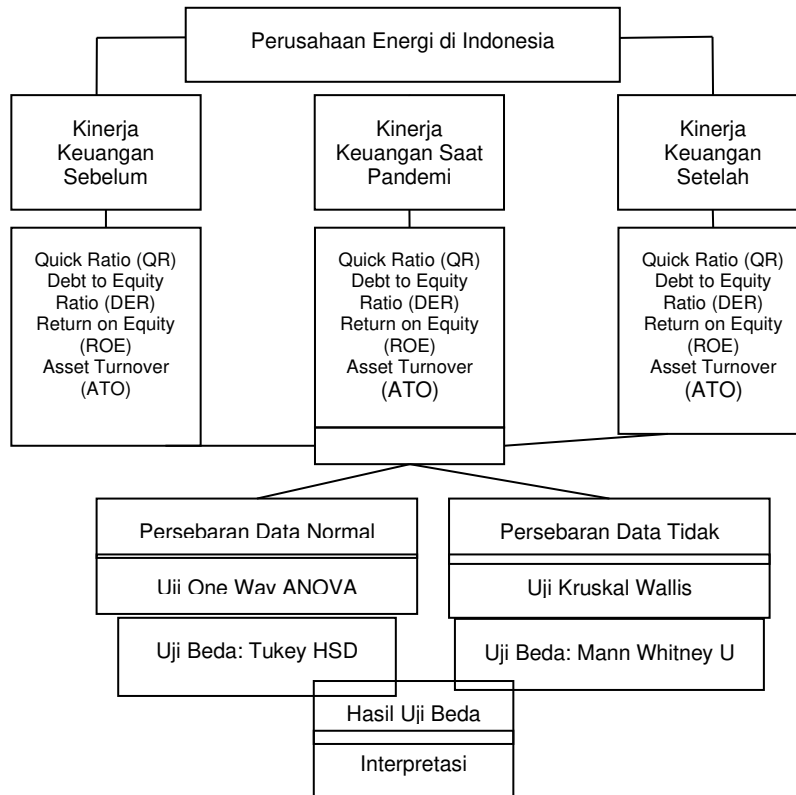 Perusahaan Energi di Indonesia
Kinerja
Keuangan
Sebelum
Kinerja
Keuangan Saat
Pandemi
Kinerja
Keuangan
Setelah
Quick Ratio (QR)
Debt to Equity
Ratio (DER)
Return on Equity
(ROE)
Asset Turnover
(ATO)
Quick Ratio (QR)
Debt to Equity
Ratio (DER)
Return on Equity
(ROE)
Asset Turnover
(ATO)
Quick Ratio (QR)
Debt to Equity
Ratio (DER)
Return on Equity
(ROE)
Asset Turnover
(ATO)
Persebaran Data Normal
Persebaran Data Tidak
Uji One Way ANOVA
Uji Kruskal Wallis
Uji Beda: Tukey HSD
Uji Beda: Mann Whitney U
Hasil Uji Beda
Interpretasi